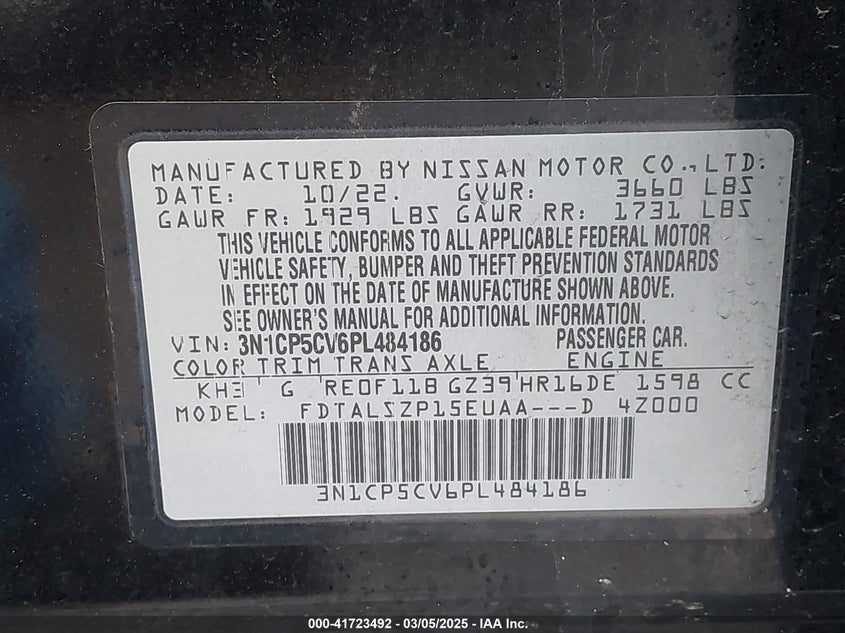 MANUFACTURED BY NISSAN MOTOR CO., LTD.
DATE: 10/22. GVWR: 3660 LBS
GAWR FR: 1929 LBS GAWR RR: 1731 LBS
THIS VEHICLE CONFORMS TO ALL APPLICABLE FEDERAL MOTOR
VEHICLE SAFETY, BUMPER AND THEFT PREVENTION STANDARDS
IN EFFECT ON THE DATE OF MANUFACTURE SHOWN ABOVE.
SEE OWNER'S MANUAL FOR ADDITIONAL INFORMATION.
VIN: 3N1CP5CV6PL484186 PASSENGER CAR.
COLOR TRIM TRANS AXLE ENGINE
KH3 G RE0F11B GZ39 HR16DE 1598 CC
MODEL: FDTALSZP15EUAA---D 4Z000
3N1CP5CV6PL484186
000-41723492 - 03/05/2025 - IAA Inc.